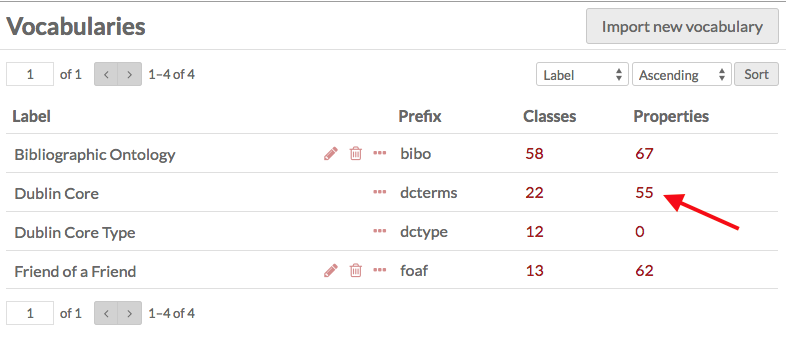 Vocabularies Import new vocabulary
1 of 1 < > 1–4 of 4 Label Ascending Sort
Label Prefix Classes Properties
Bibliographic Ontology bibo 58 67
Dublin Core dcterms 22 55
Dublin Core Type dctype 12 0
Friend of a Friend foaf 13 62
1 of 1 < > 1–4 of 4